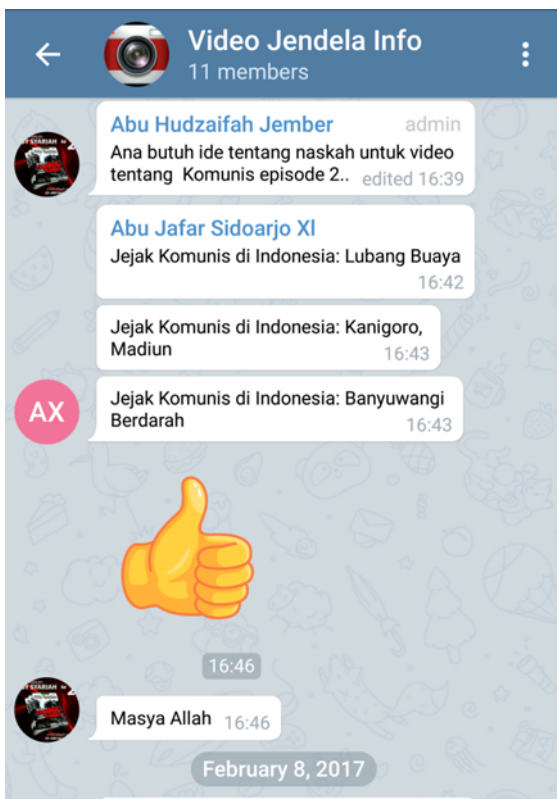 Video Jendela Info
11 members
Abu Hudzaifah Jember admin
Ana butuh ide tentang naskah untuk video
tentang Komunis episode 2.. edited 16:39
Abu Jafar Sidoarjo Xl
Jejak Komunis di Indonesia: Lubang Buaya
16:42
Jejak Komunis di Indonesia: Kanigoro,
Madiun 16:43
AX
Jejak Komunis di Indonesia: Banyuwangi
Berdarah 16:43
16:46
Masya Allah 16:46
February 8, 2017